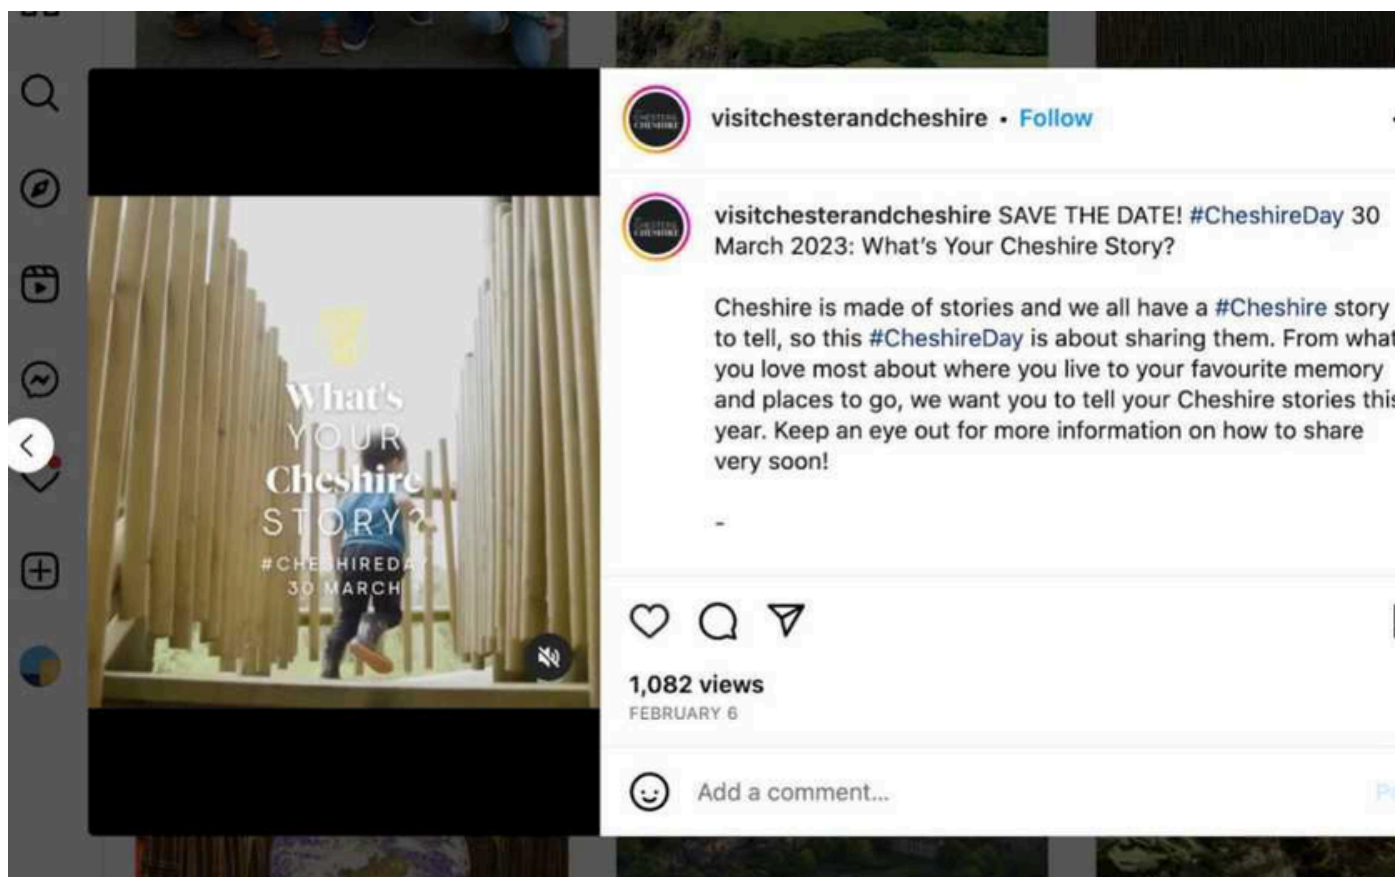 visitchesterandcheshire • Follow
visitchesterandcheshire SAVE THE DATE! #CheshireDay 30
March 2023: What's Your Cheshire Story?
Cheshire is made of stories and we all have a #Cheshire story
to tell, so this #CheshireDay is about sharing them. From what
you love most about where you live to your favourite memory
and places to go, we want you to tell your Cheshire stories this
year. Keep an eye out for more information on how to share
very soon!
-
1,082 views
FEBRUARY 6
Add a comment...
What's
YOUR
Cheshire
STORY?
#CHESHIREDAY
30 MARCH